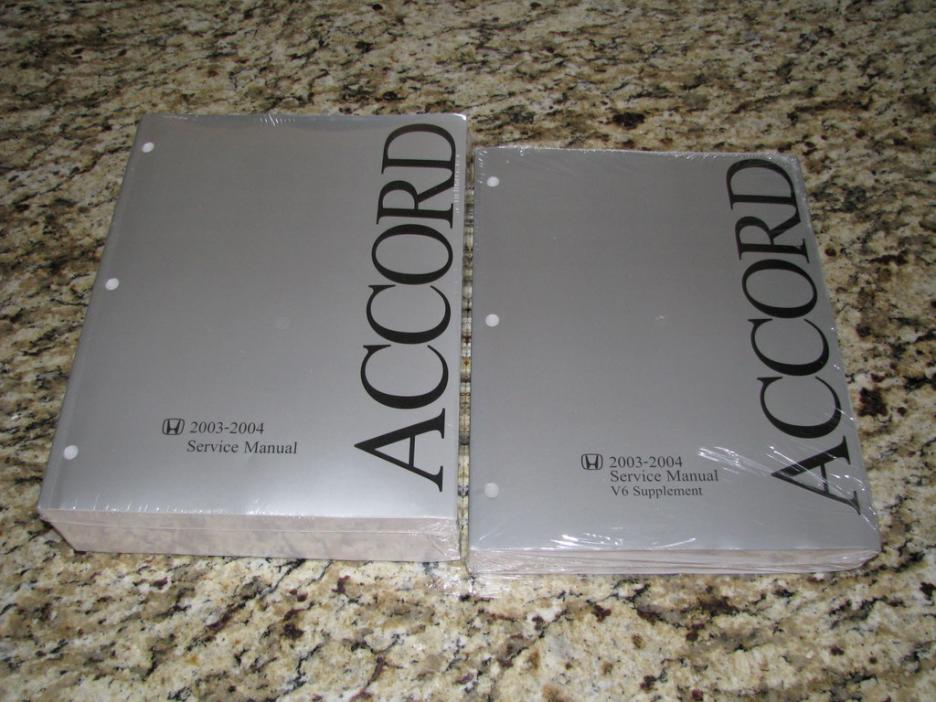 ACCORD
2003-2004
Service Manual
ACCORD
2003-2004
Service Manual
V6 Supplement